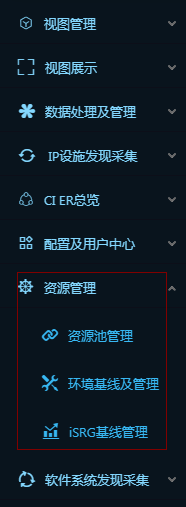 视图管理
视图展示
数据处理及管理
IP设施发现采集
CI ER总览
配置及用户中心
资源管理
资源池管理
环境基线及管理
iSRG基线管理
软件系统发现采集